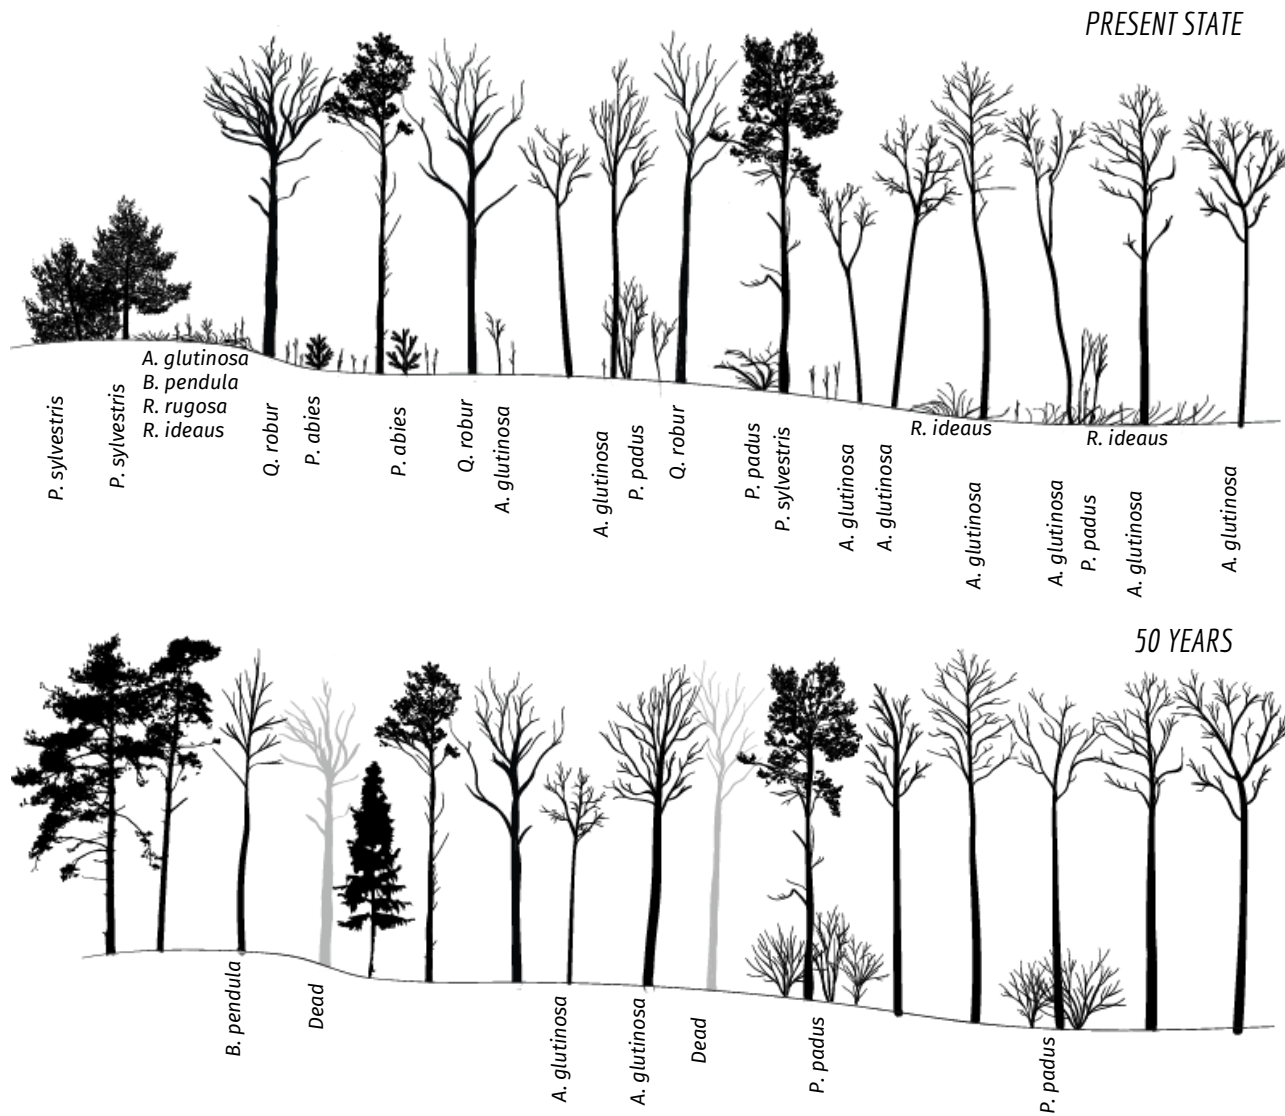 PRESENT STATE
A. glutinosa
B. pendula
R. rugosa
R. ideaus
P. sylvestris
P. sylvestris
Q. robur
P. abies
P. abies
Q. robur
A. glutinosa
A. glutinosa
P. padus
Q. robur
P. padus
P. sylvestris
A. glutinosa
A. glutinosa
R. ideaus
A. glutinosa
A. glutinosa
P. padus
R. ideaus
A. glutinosa
A. glutinosa
50 YEARS
B. pendula
Dead
A. glutinosa
A. glutinosa
Dead
P. padus
P. padus